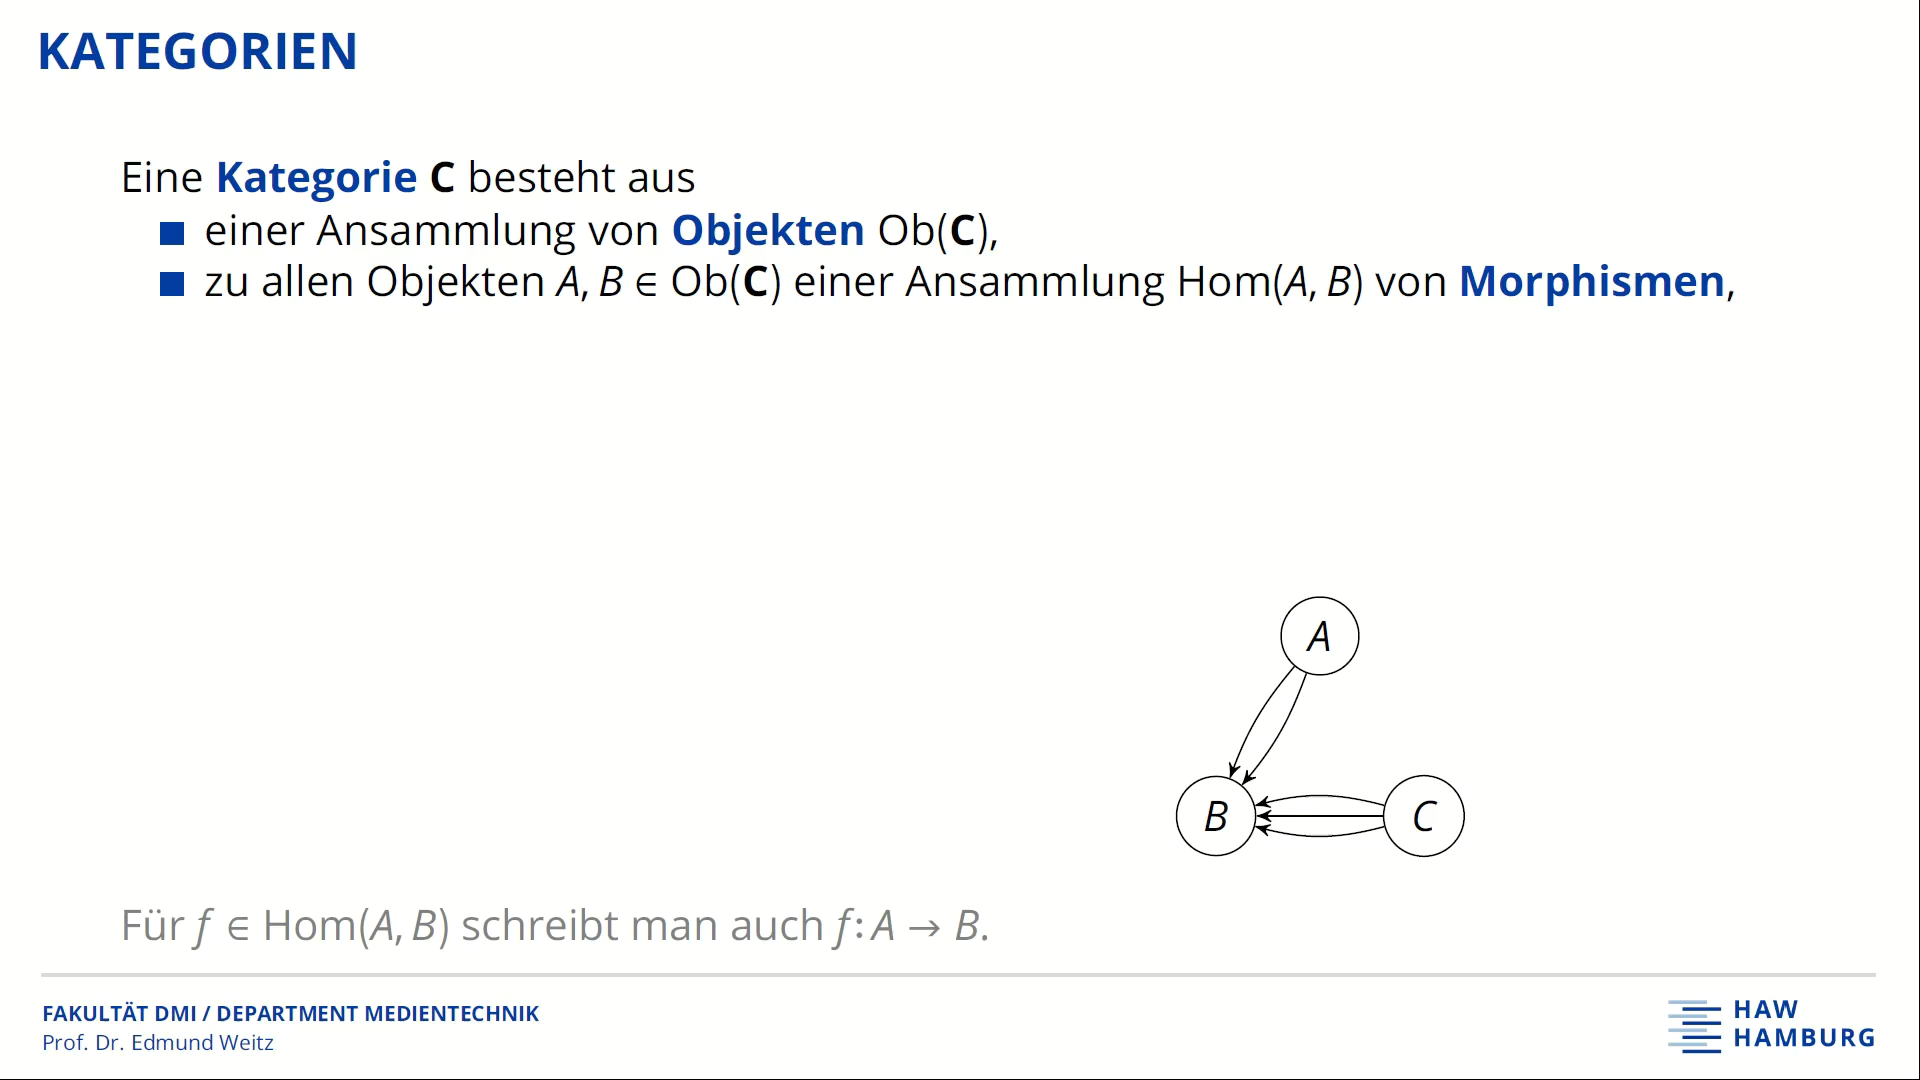 KATEGORIEN
Eine Kategorie C besteht aus
einer Ansammlung von Objekten Ob(C),
zu allen Objekten A, B ∈ Ob(C) einer Ansammlung Hom(A, B) von Morphismen,
A
B
C
Für f ∈ Hom(A, B) schreibt man auch f: A → B.
FAKULTÄT DMI / DEPARTMENT MEDIENTECHNIK
Prof. Dr. Edmund Weitz
HAW
HAMBURG